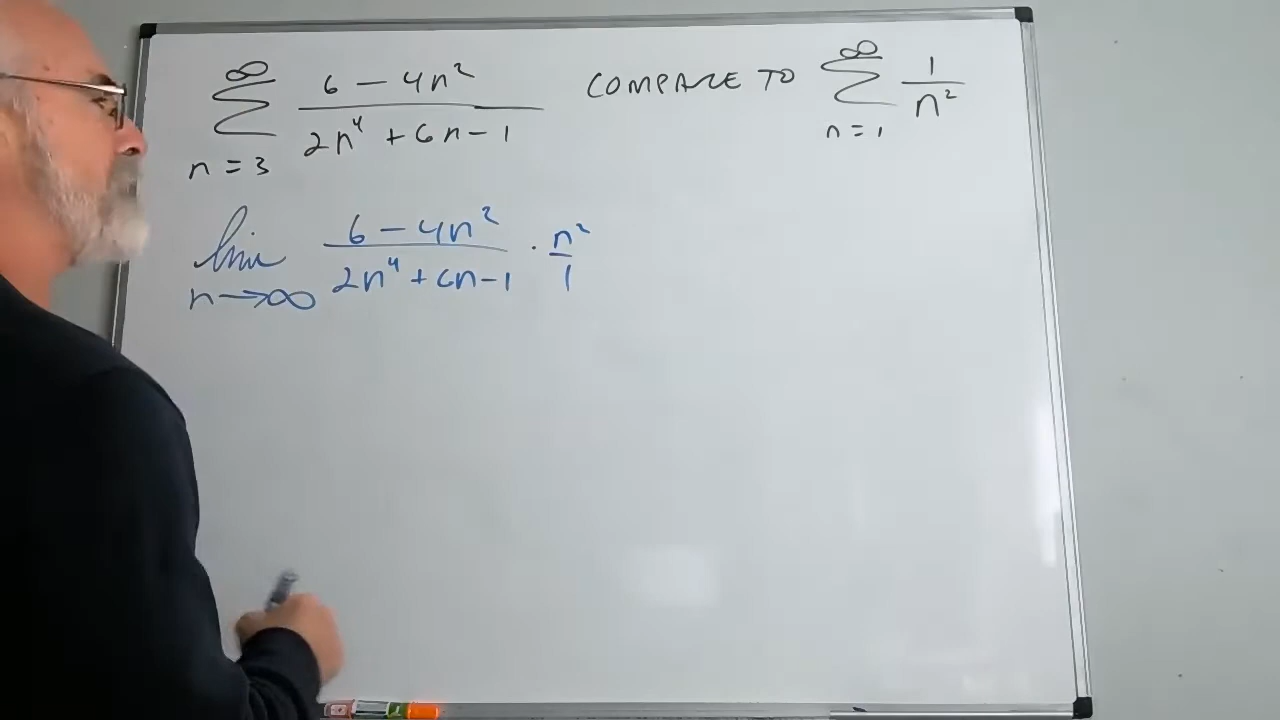 ∞ ∞
∑ (6 − 4n²)/(2n⁴ + 6n − 1) COMPARE TO ∑ 1/n²
n = 3 n = 1
lim (6 − 4n²)/(2n⁴ + 6n − 1) · n²/1
n→∞